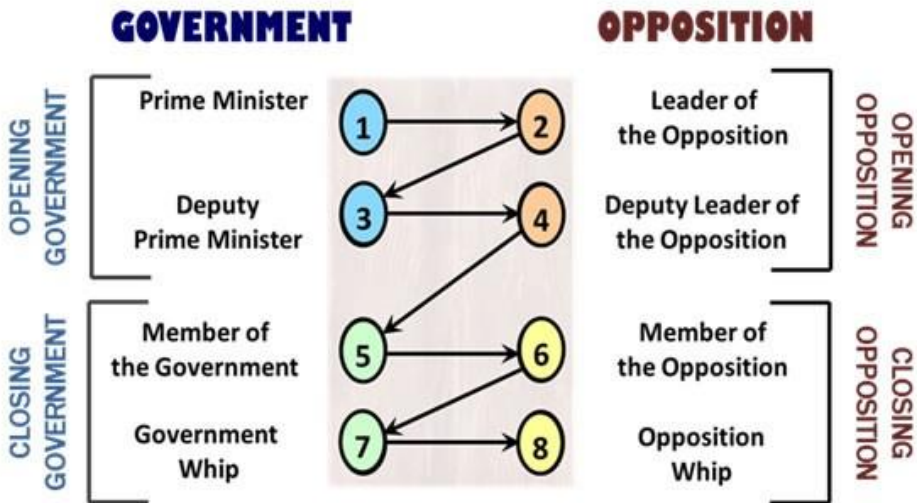 GOVERNMENT
OPPOSITION
OPENING
GOVERNMENT
Prime Minister
1
2
Leader of
the Opposition
OPENING
OPPOSITION
Deputy
Prime Minister
3
4
Deputy Leader of
the Opposition
CLOSING
GOVERNMENT
Member of
the Government
5
6
Member of
the Opposition
CLOSING
OPPOSITION
Government
Whip
7
8
Opposition
Whip